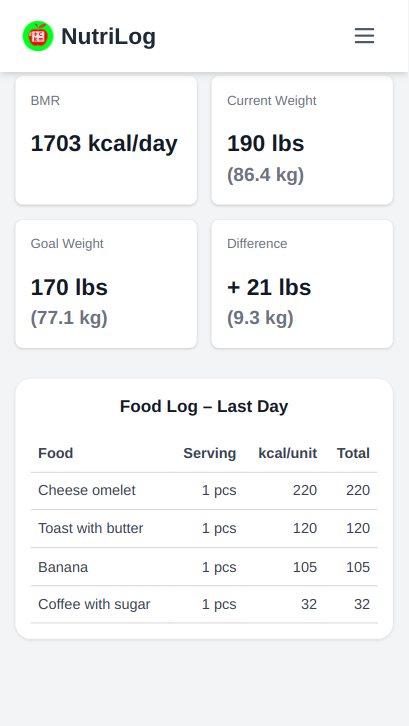 NutriLog
BMR
1703 kcal/day
Current Weight
190 lbs
(86.4 kg)
Goal Weight
170 lbs
(77.1 kg)
Difference
+ 21 lbs
(9.3 kg)
Food Log – Last Day
Food Serving kcal/unit Total
Cheese omelet 1 pcs 220 220
Toast with butter 1 pcs 120 120
Banana 1 pcs 105 105
Coffee with sugar 1 pcs 32 32